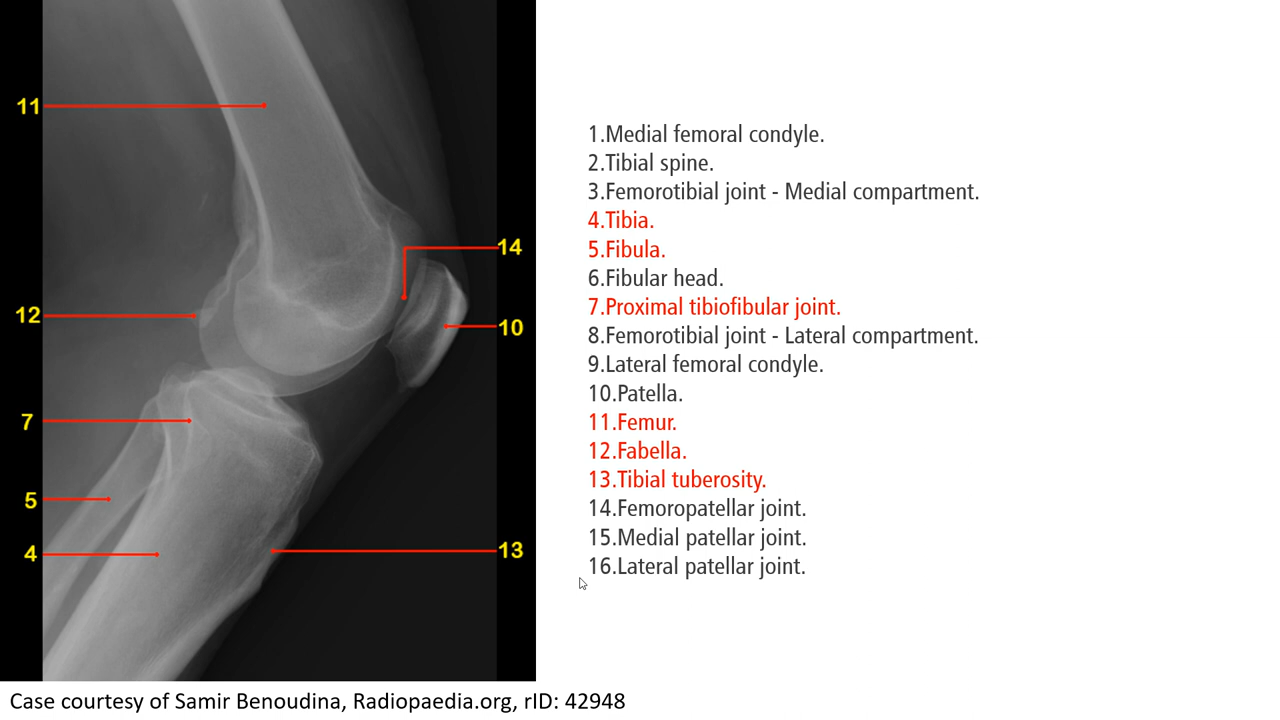 11
14
12
10
7
5
4
13
1.Medial femoral condyle.
2.Tibial spine.
3.Femorotibial joint - Medial compartment.
4.Tibia.
5.Fibula.
6.Fibular head.
7.Proximal tibiofibular joint.
8.Femorotibial joint - Lateral compartment.
9.Lateral femoral condyle.
10.Patella.
11.Femur.
12.Fabella.
13.Tibial tuberosity.
14.Femoropatellar joint.
15.Medial patellar joint.
16.Lateral patellar joint.
Case courtesy of Samir Benoudina, Radiopaedia.org, rID: 42948